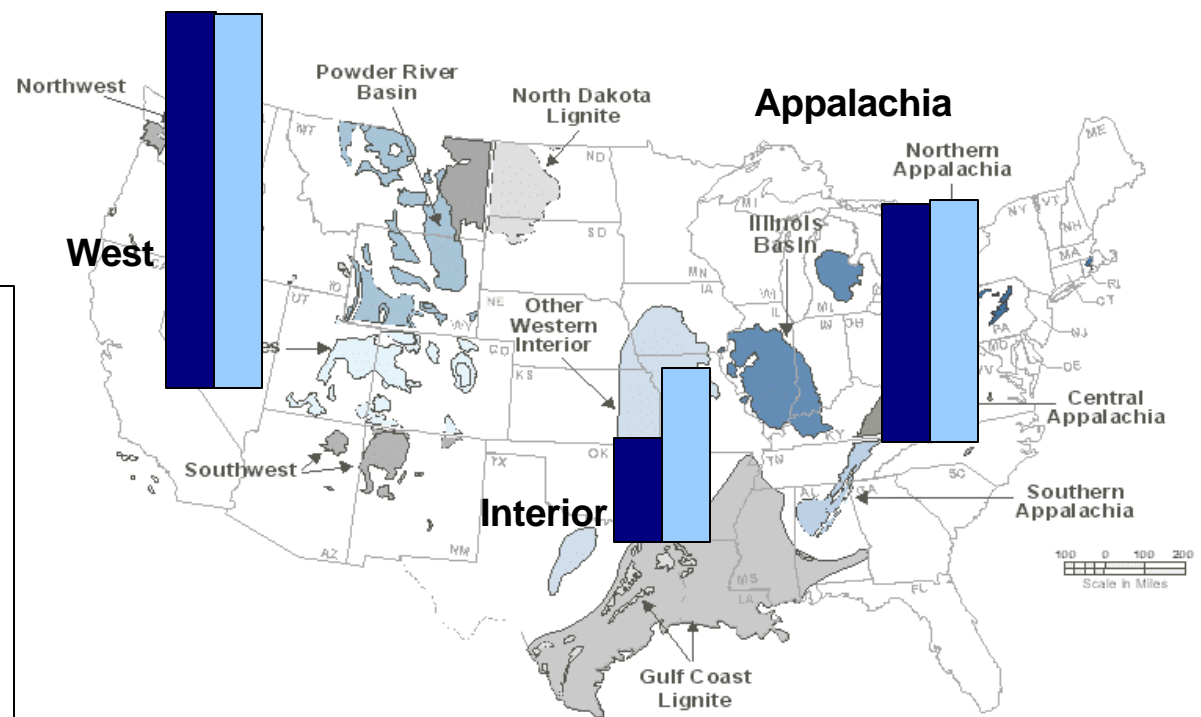 Northwest
Powder River
Basin
North Dakota
Lignite
Appalachia
Northern
Appalachia
West
Illinois
Basin
Other
Western
Interior
Central
Appalachia
Southwest
Interior
Southern
Appalachia
Gulf Coast
Lignite
MT
ND
SD
MN
IA
WI
MI
IL
IN
OH
NY
VT
NH
ME
MA
RI
CT
NJ
PA
MD
DE
ID
WY
NE
UT
CO
KS
KY
OK
TN
TX
AZ
NM
AL
GA
SC
MS
LA
FL
100 0 100 200
Scale in Miles